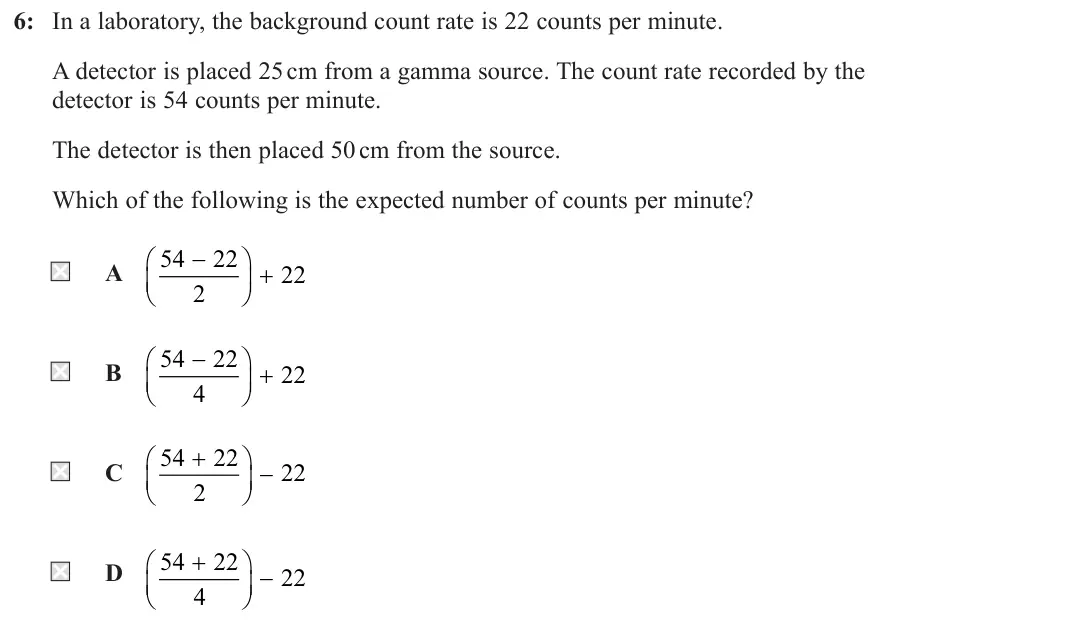 6: In a laboratory, the background count rate is 22 counts per minute.
A detector is placed 25 cm from a gamma source. The count rate recorded by the
detector is 54 counts per minute.
The detector is then placed 50 cm from the source.
Which of the following is the expected number of counts per minute?
A (54 – 22 / 2) + 22
B (54 – 22 / 4) + 22
C (54 + 22 / 2) – 22
D (54 + 22 / 4) – 22